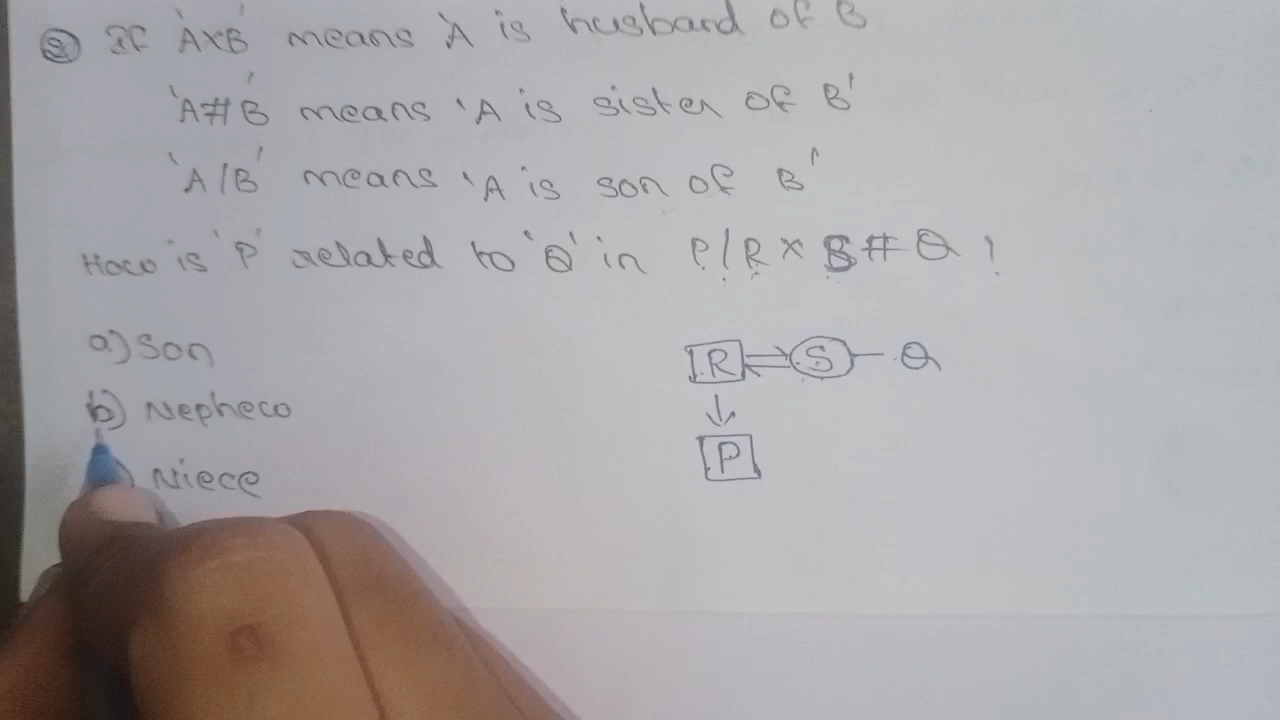 ② If 'A×B' means 'A is husband of B
'A#B' means 'A is sister of B'
'A/B' means 'A is son of B'
How is 'P' related to 'Q' in P/R × S # Q !
a) Son
b) Nephew
) Niece
R ⇌ S — Q
↓
P